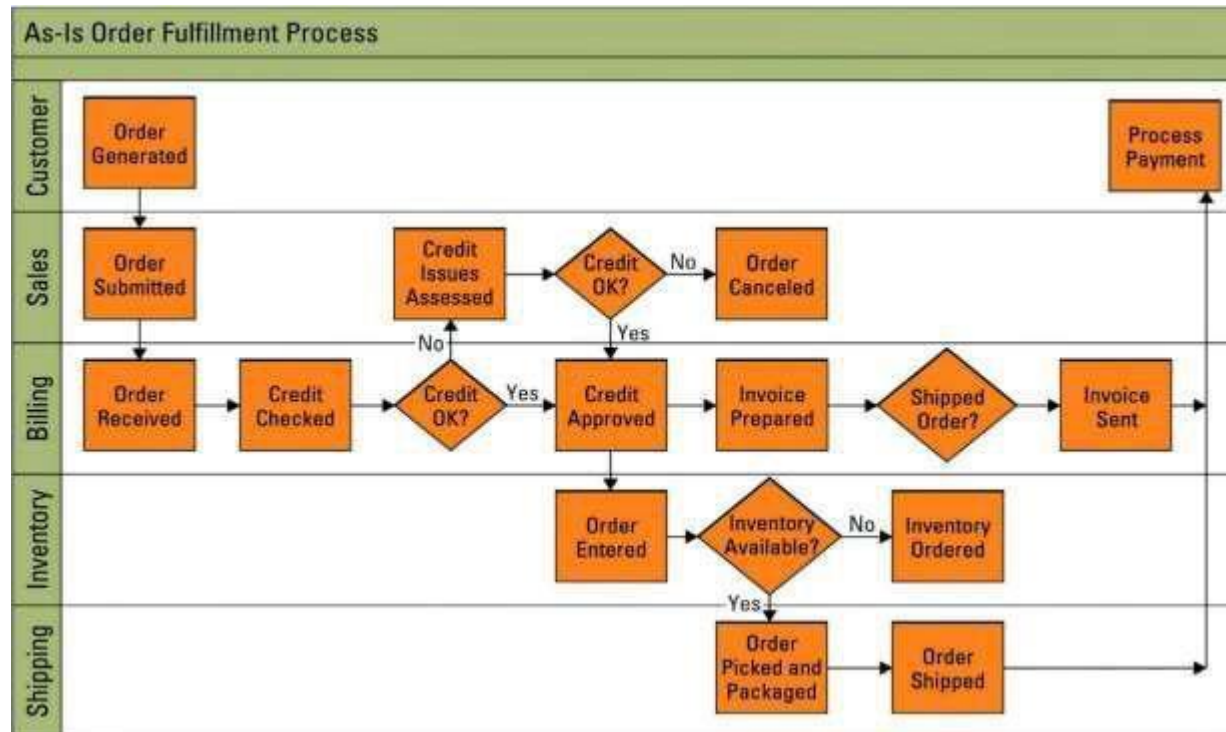 As-Is Order Fulfillment Process
Customer
Order
Generated
Process
Payment
Sales
Order
Submitted
Credit
Issues
Assessed
Credit
OK?
No
Order
Canceled
No
Yes
Billing
Order
Received
Credit
Checked
Credit
OK?
Yes
Credit
Approved
Invoice
Prepared
Shipped
Order?
Invoice
Sent
Inventory
Order
Entered
Inventory
Available?
No
Inventory
Ordered
Yes
Shipping
Order
Picked and
Packaged
Order
Shipped